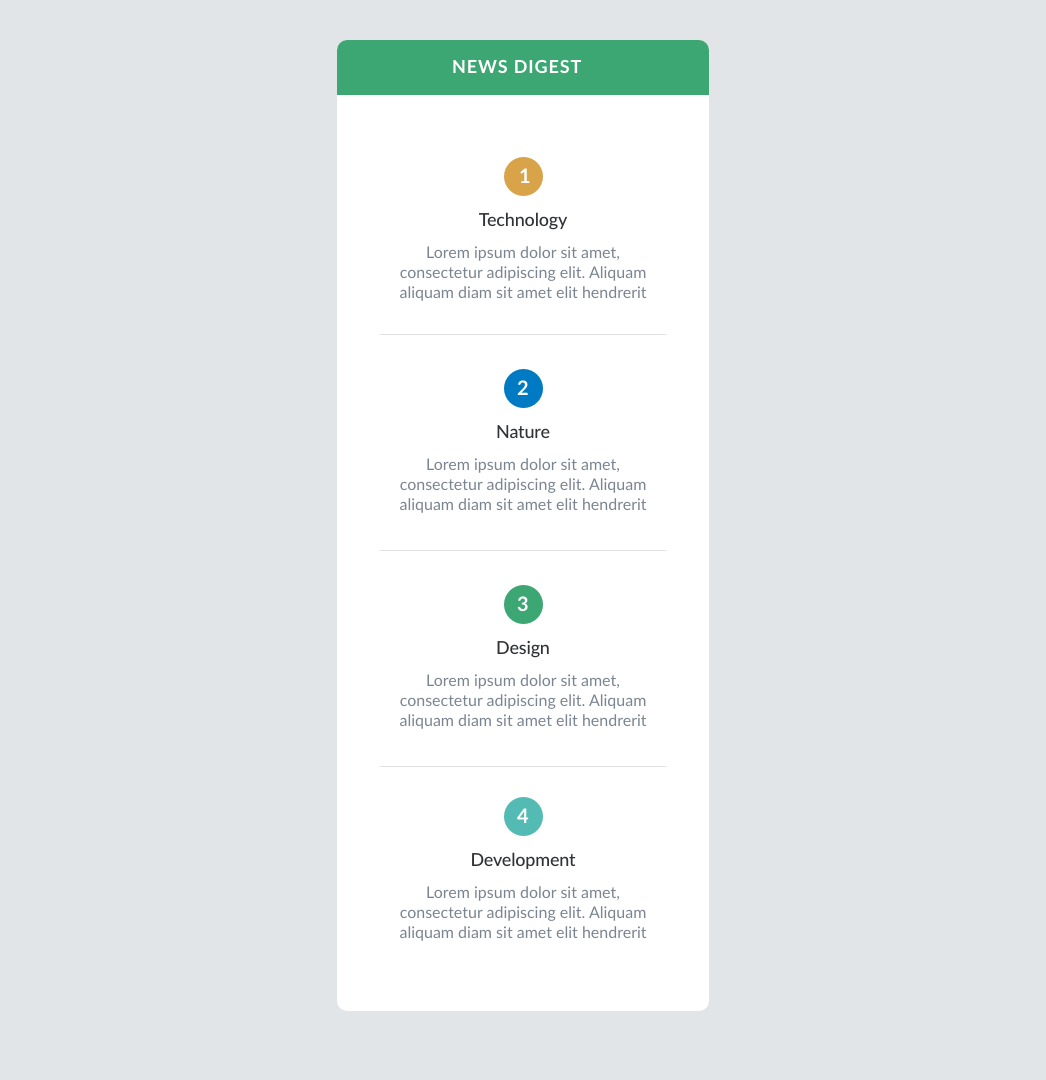 NEWS DIGEST
1
Technology
Lorem ipsum dolor sit amet,
consectetur adipiscing elit. Aliquam
aliquam diam sit amet elit hendrerit
2
Nature
Lorem ipsum dolor sit amet,
consectetur adipiscing elit. Aliquam
aliquam diam sit amet elit hendrerit
3
Design
Lorem ipsum dolor sit amet,
consectetur adipiscing elit. Aliquam
aliquam diam sit amet elit hendrerit
4
Development
Lorem ipsum dolor sit amet,
consectetur adipiscing elit. Aliquam
aliquam diam sit amet elit hendrerit